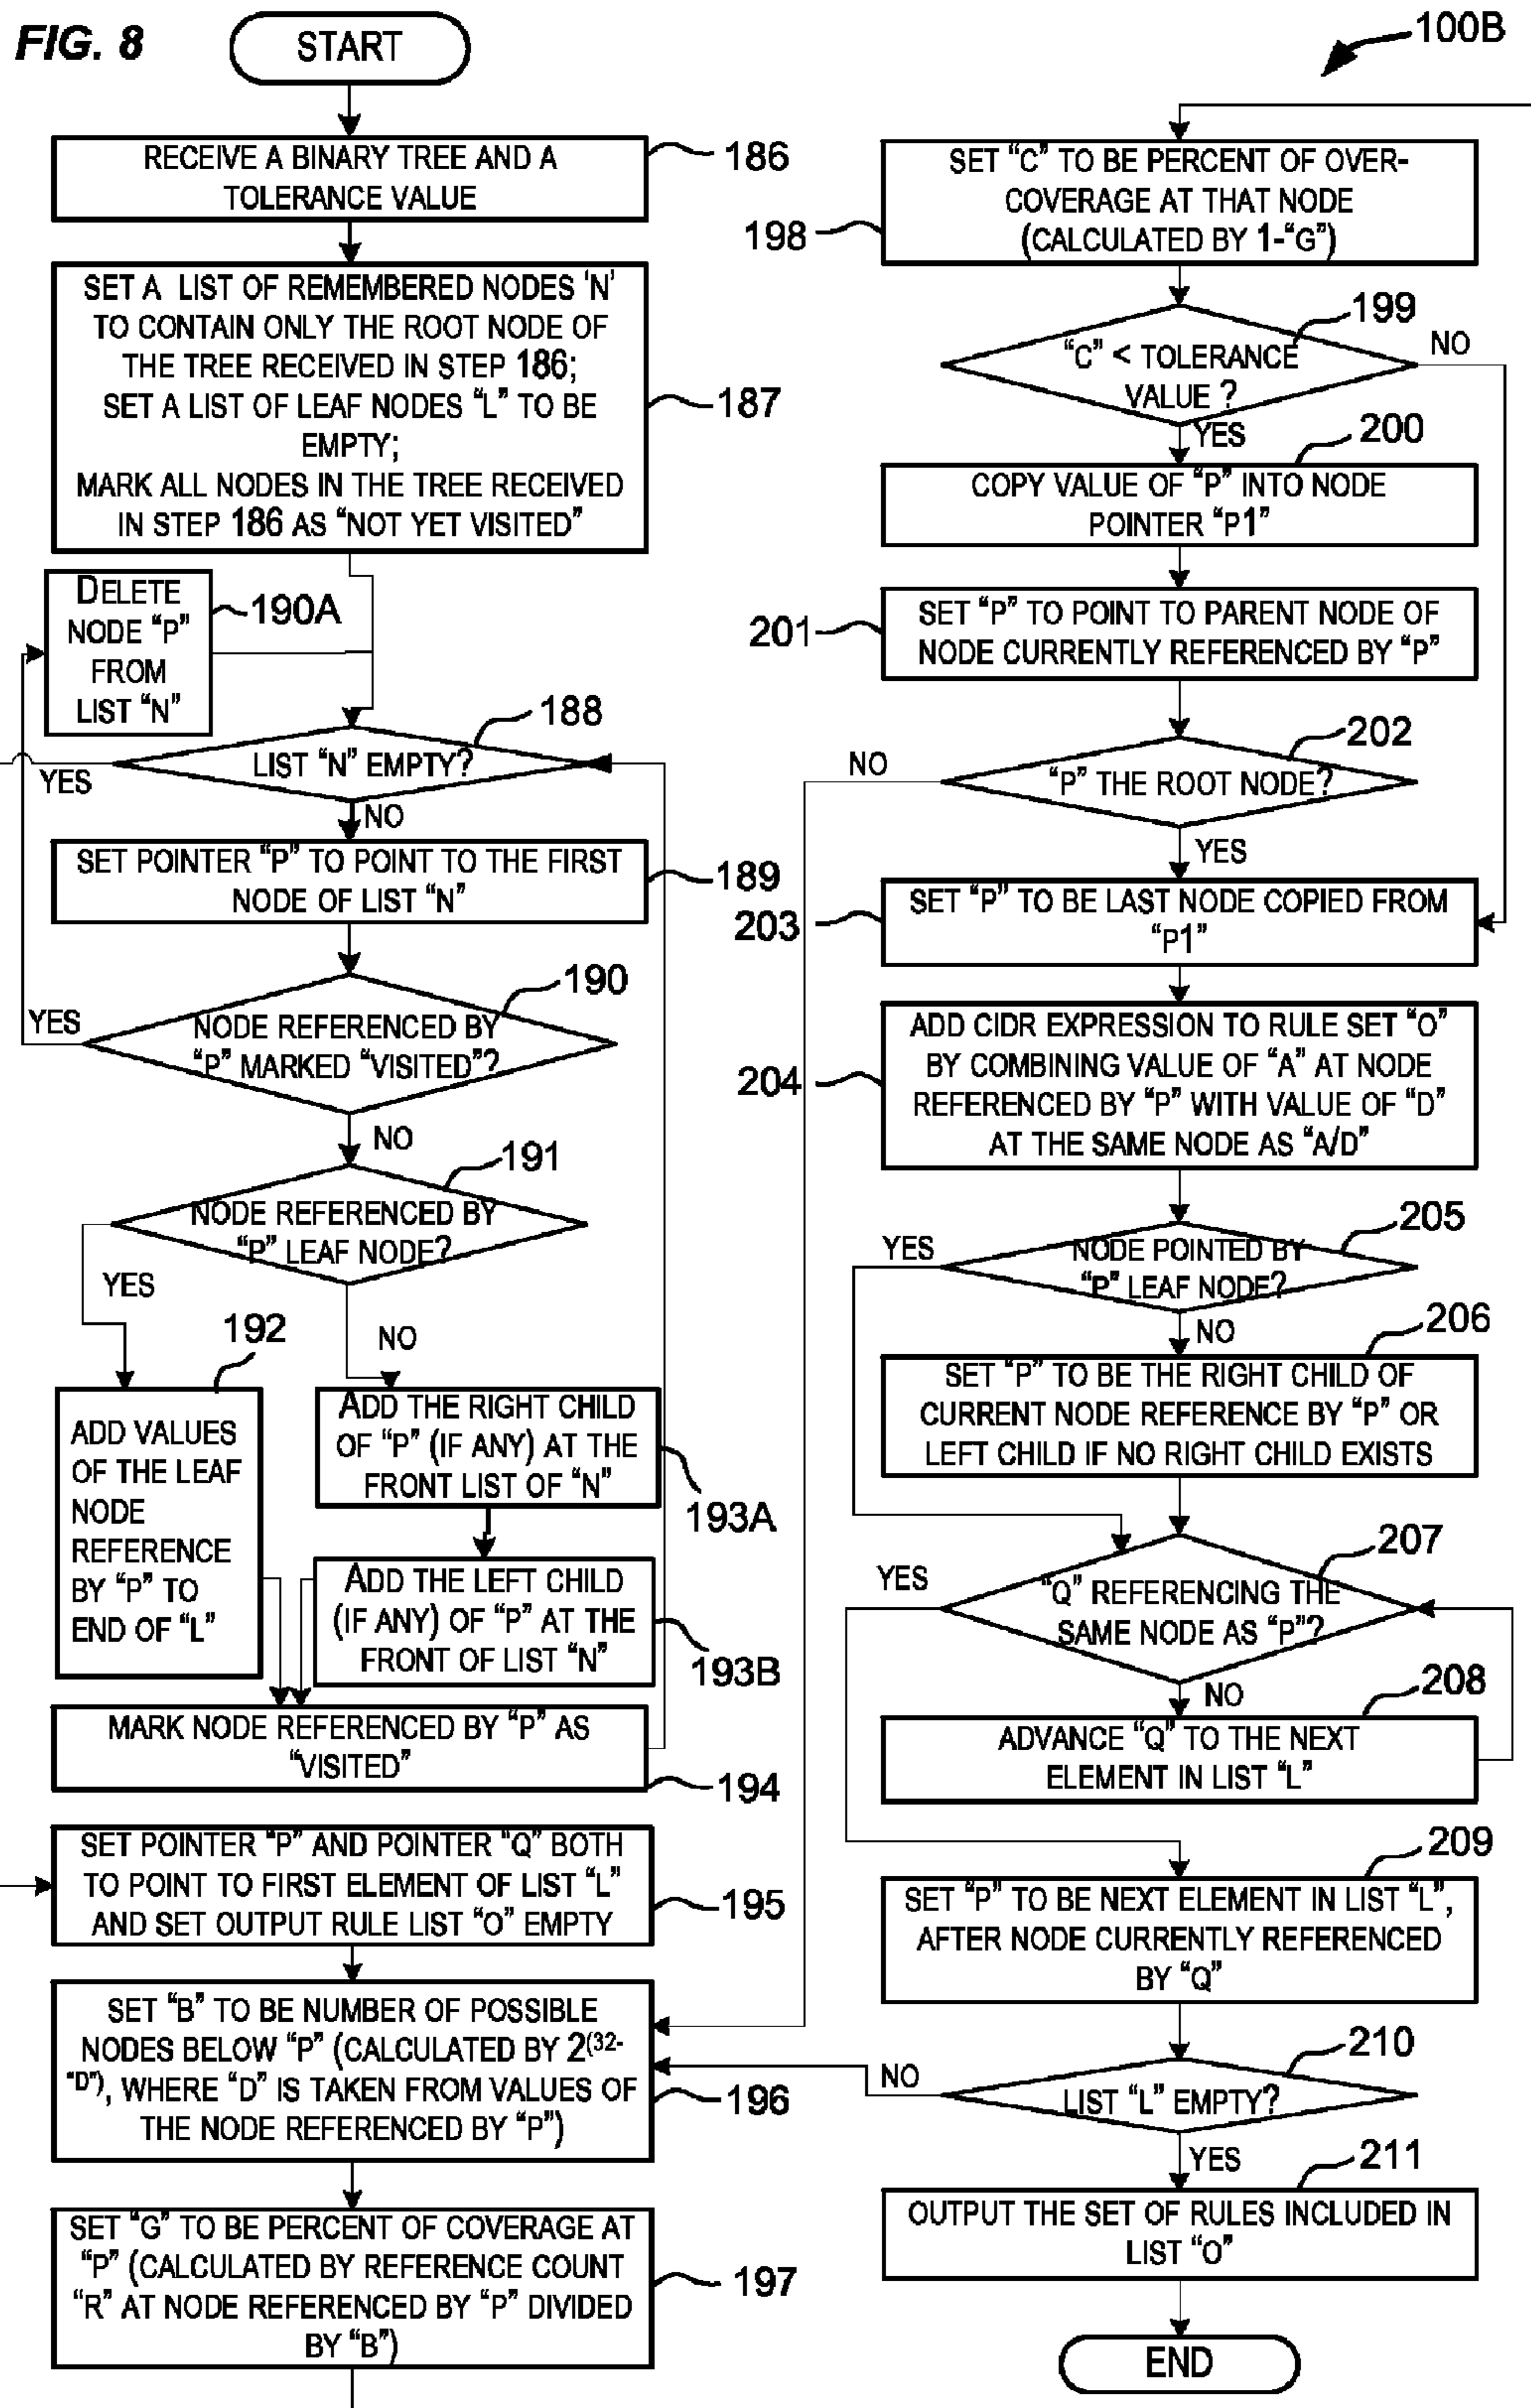 FIG. 8
START
100B
RECEIVE A BINARY TREE AND A
TOLERANCE VALUE
186
SET A LIST OF REMEMBERED NODES 'N'
TO CONTAIN ONLY THE ROOT NODE OF
THE TREE RECEIVED IN STEP 186;
SET A LIST OF LEAF NODES “L” TO BE
EMPTY;
MARK ALL NODES IN THE TREE RECEIVED
IN STEP 186 AS “NOT YET VISITED”
187
DELETE
NODE “P”
FROM
LIST “N”
190A
LIST “N” EMPTY?
188
YES
NO
SET POINTER “P” TO POINT TO THE FIRST
NODE OF LIST “N”
189
NODE REFERENCED BY
“P” MARKED “VISITED”?
190
YES
NO
NODE REFERENCED BY
“P” LEAF NODE?
191
YES
NO
192
ADD VALUES
OF THE LEAF
NODE
REFERENCE
BY “P” TO
END OF “L”
ADD THE RIGHT CHILD
OF “P” (IF ANY) AT THE
FRONT LIST OF “N”
193A
ADD THE LEFT CHILD
(IF ANY) OF “P” AT THE
FRONT OF LIST “N”
193B
MARK NODE REFERENCED BY “P” AS
“VISITED”
194
SET POINTER “P” AND POINTER “Q” BOTH
TO POINT TO FIRST ELEMENT OF LIST “L”
AND SET OUTPUT RULE LIST “O” EMPTY
195
SET “B” TO BE NUMBER OF POSSIBLE
NODES BELOW “P” (CALCULATED BY 2(32-
“D”), WHERE “D” IS TAKEN FROM VALUES OF
THE NODE REFERENCED BY “P”)
196
SET “G” TO BE PERCENT OF COVERAGE AT
“P” (CALCULATED BY REFERENCE COUNT
“R” AT NODE REFERENCED BY “P” DIVIDED
BY “B”)
197
SET “C” TO BE PERCENT OF OVER-
COVERAGE AT THAT NODE
(CALCULATED BY 1-“G”)
198
“C” < TOLERANCE
VALUE ?
199
NO
YES
COPY VALUE OF “P” INTO NODE
POINTER “P1”
200
SET “P” TO POINT TO PARENT NODE OF
NODE CURRENTLY REFERENCED BY “P”
201
“P” THE ROOT NODE?
202
NO
YES
SET “P” TO BE LAST NODE COPIED FROM
“P1”
203
ADD CIDR EXPRESSION TO RULE SET “O”
BY COMBINING VALUE OF “A” AT NODE
REFERENCED BY “P” WITH VALUE OF “D”
AT THE SAME NODE AS “A/D”
204
NODE POINTED BY
“P” LEAF NODE?
205
YES
NO
SET “P” TO BE THE RIGHT CHILD OF
CURRENT NODE REFERENCE BY “P” OR
LEFT CHILD IF NO RIGHT CHILD EXISTS
206
“Q” REFERENCING THE
SAME NODE AS “P”?
207
YES
NO
ADVANCE “Q” TO THE NEXT
ELEMENT IN LIST “L”
208
SET “P” TO BE NEXT ELEMENT IN LIST “L”,
AFTER NODE CURRENTLY REFERENCED
BY “Q”
209
LIST “L” EMPTY?
210
NO
YES
OUTPUT THE SET OF RULES INCLUDED IN
LIST “O”
211
END